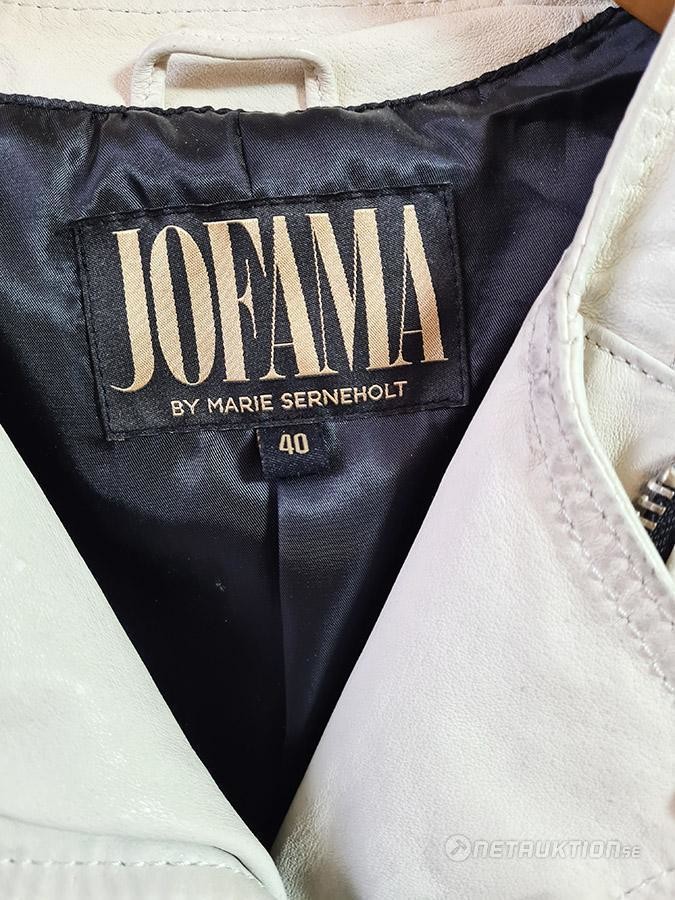 JOFAMA
BY MARIE SERNEHOLT
40
NETAUKTION.SE